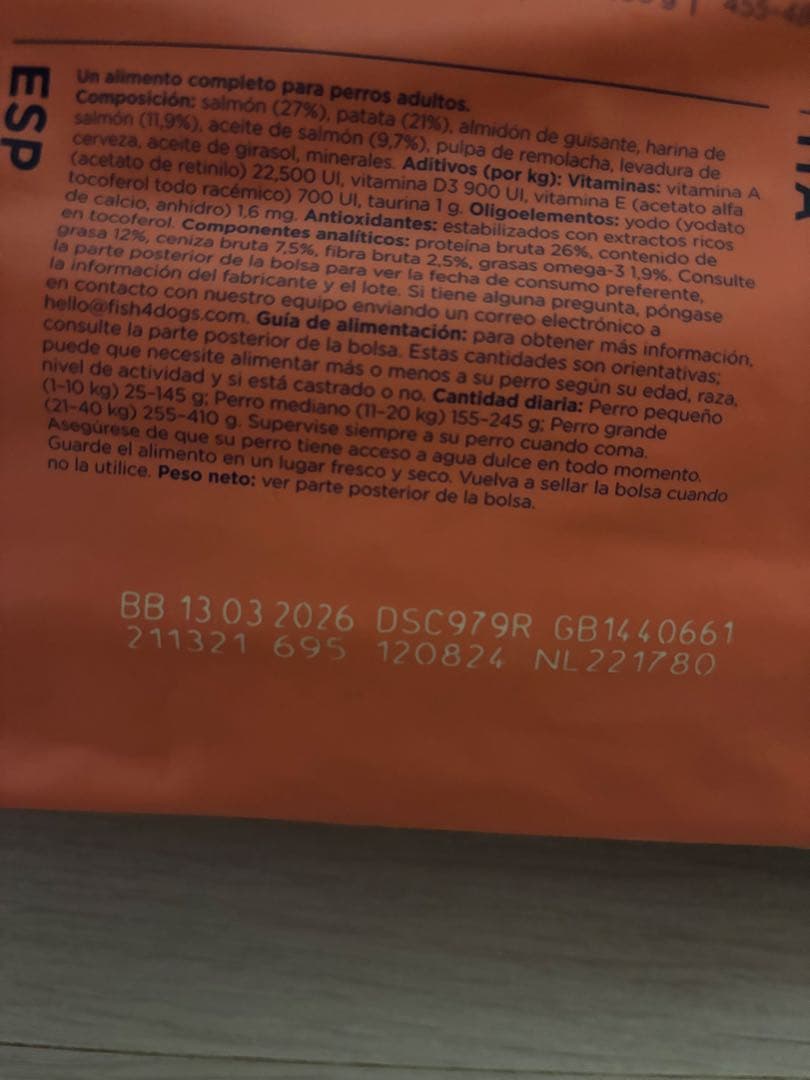 455-48
ESP
Un alimento completo para perros adultos.
Composición: salmón (27%), patata (21%), almidón de guisante, harina de
salmón (11,9%), aceite de salmón (9,7%), pulpa de remolacha, levadura de
cerveza, aceite de girasol, minerales. Aditivos (por kg): Vitaminas: vitamina A
(acetato de retinilo) 22,500 UI, vitamina D3 900 UI, vitamina E (acetato alfa
tocoferol todo racémico) 700 UI, taurina 1 g. Oligoelementos: yodo (yodato
de calcio, anhidro) 1,6 mg. Antioxidantes: estabilizados con extractos ricos
en tocoferol. Componentes analíticos: proteína bruta 26%, contenido de
grasa 12%, ceniza bruta 7,5%, fibra bruta 2,5%, grasas omega-3 1,9%. Consulte
la parte posterior de la bolsa para ver la fecha de consumo preferente,
la información del fabricante y el lote. Si tiene alguna pregunta, póngase
en contacto con nuestro equipo enviando un correo electrónico a
hello@fish4dogs.com. Guía de alimentación: para obtener más información,
consulte la parte posterior de la bolsa. Estas cantidades son orientativas;
puede que necesite alimentar más o menos a su perro según su edad, raza,
nivel de actividad y si está castrado o no. Cantidad diaria: Perro pequeño
(1-10 kg) 25-145 g; Perro mediano (11-20 kg) 155-245 g; Perro grande
(21-40 kg) 255-410 g. Supervise siempre a su perro cuando coma.
Asegúrese de que su perro tiene acceso a agua dulce en todo momento.
Guarde el alimento en un lugar fresco y seco. Vuelva a sellar la bolsa cuando
no la utilice. Peso neto: ver parte posterior de la bolsa.
BB 13 03 2026 DSC979R GB1440661
211321 695 120824 NL221780